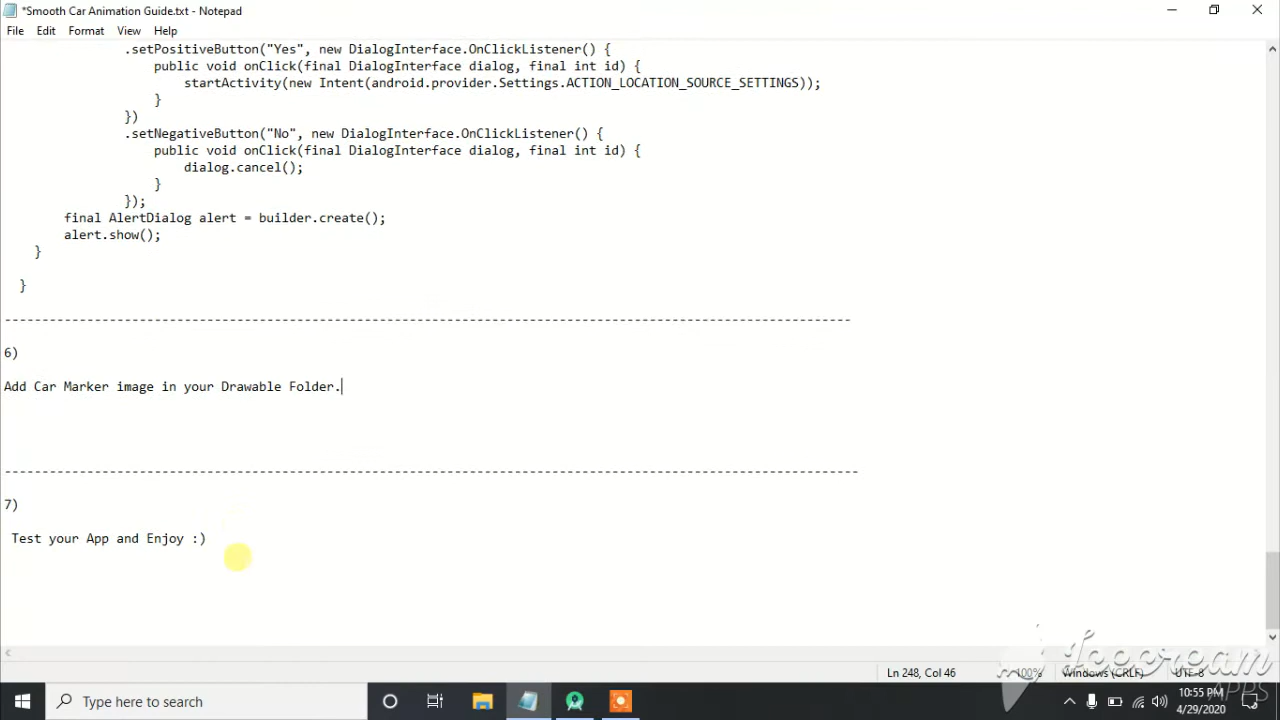 *Smooth Car Animation Guide.txt - Notepad
File Edit Format View Help
.setPositiveButton("Yes", new DialogInterface.OnClickListener() {
public void onClick(final DialogInterface dialog, final int id) {
startActivity(new Intent(android.provider.Settings.ACTION_LOCATION_SOURCE_SETTINGS));
}
})
.setNegativeButton("No", new DialogInterface.OnClickListener() {
public void onClick(final DialogInterface dialog, final int id) {
dialog.cancel();
}
});
final AlertDialog alert = builder.create();
alert.show();
}
}
6)
Add Car Marker image in your Drawable Folder.
7)
Test your App and Enjoy :)
Ln 248, Col 46 100% Windows (CRLF) UTF-8
APPS
Type here to search
10:55 PM
4/29/2020